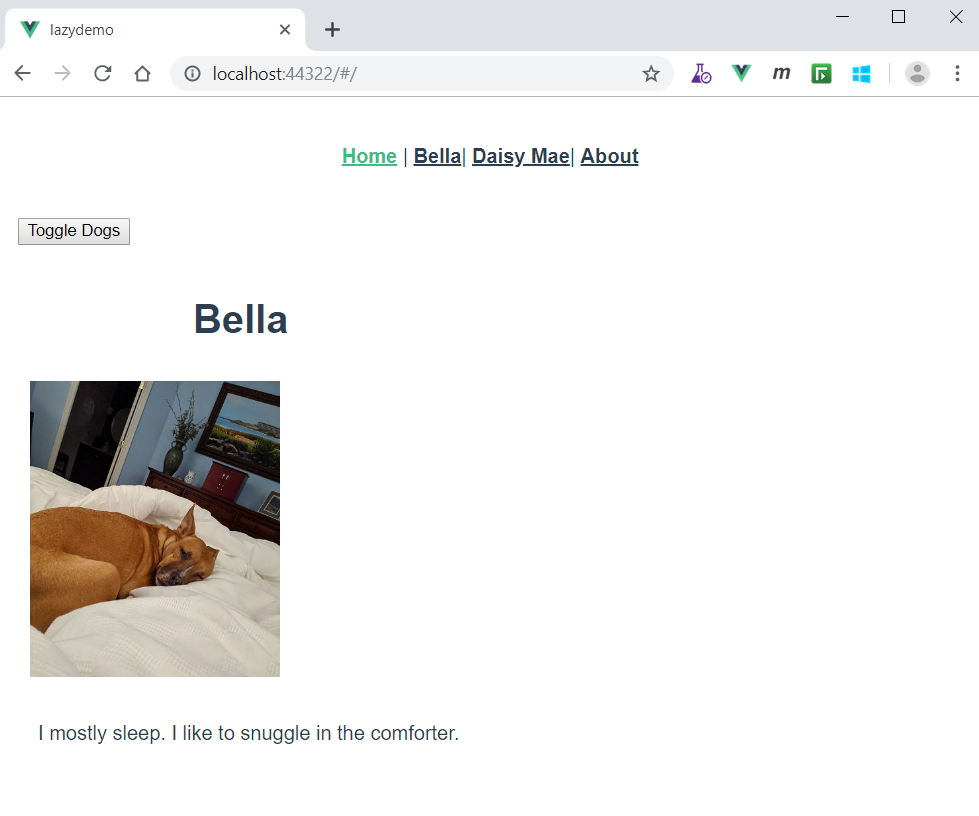 lazydemo
localhost:44322/#/
m
Home | Bella| Daisy Mae| About
Toggle Dogs
Bella
I mostly sleep. I like to snuggle in the comforter.